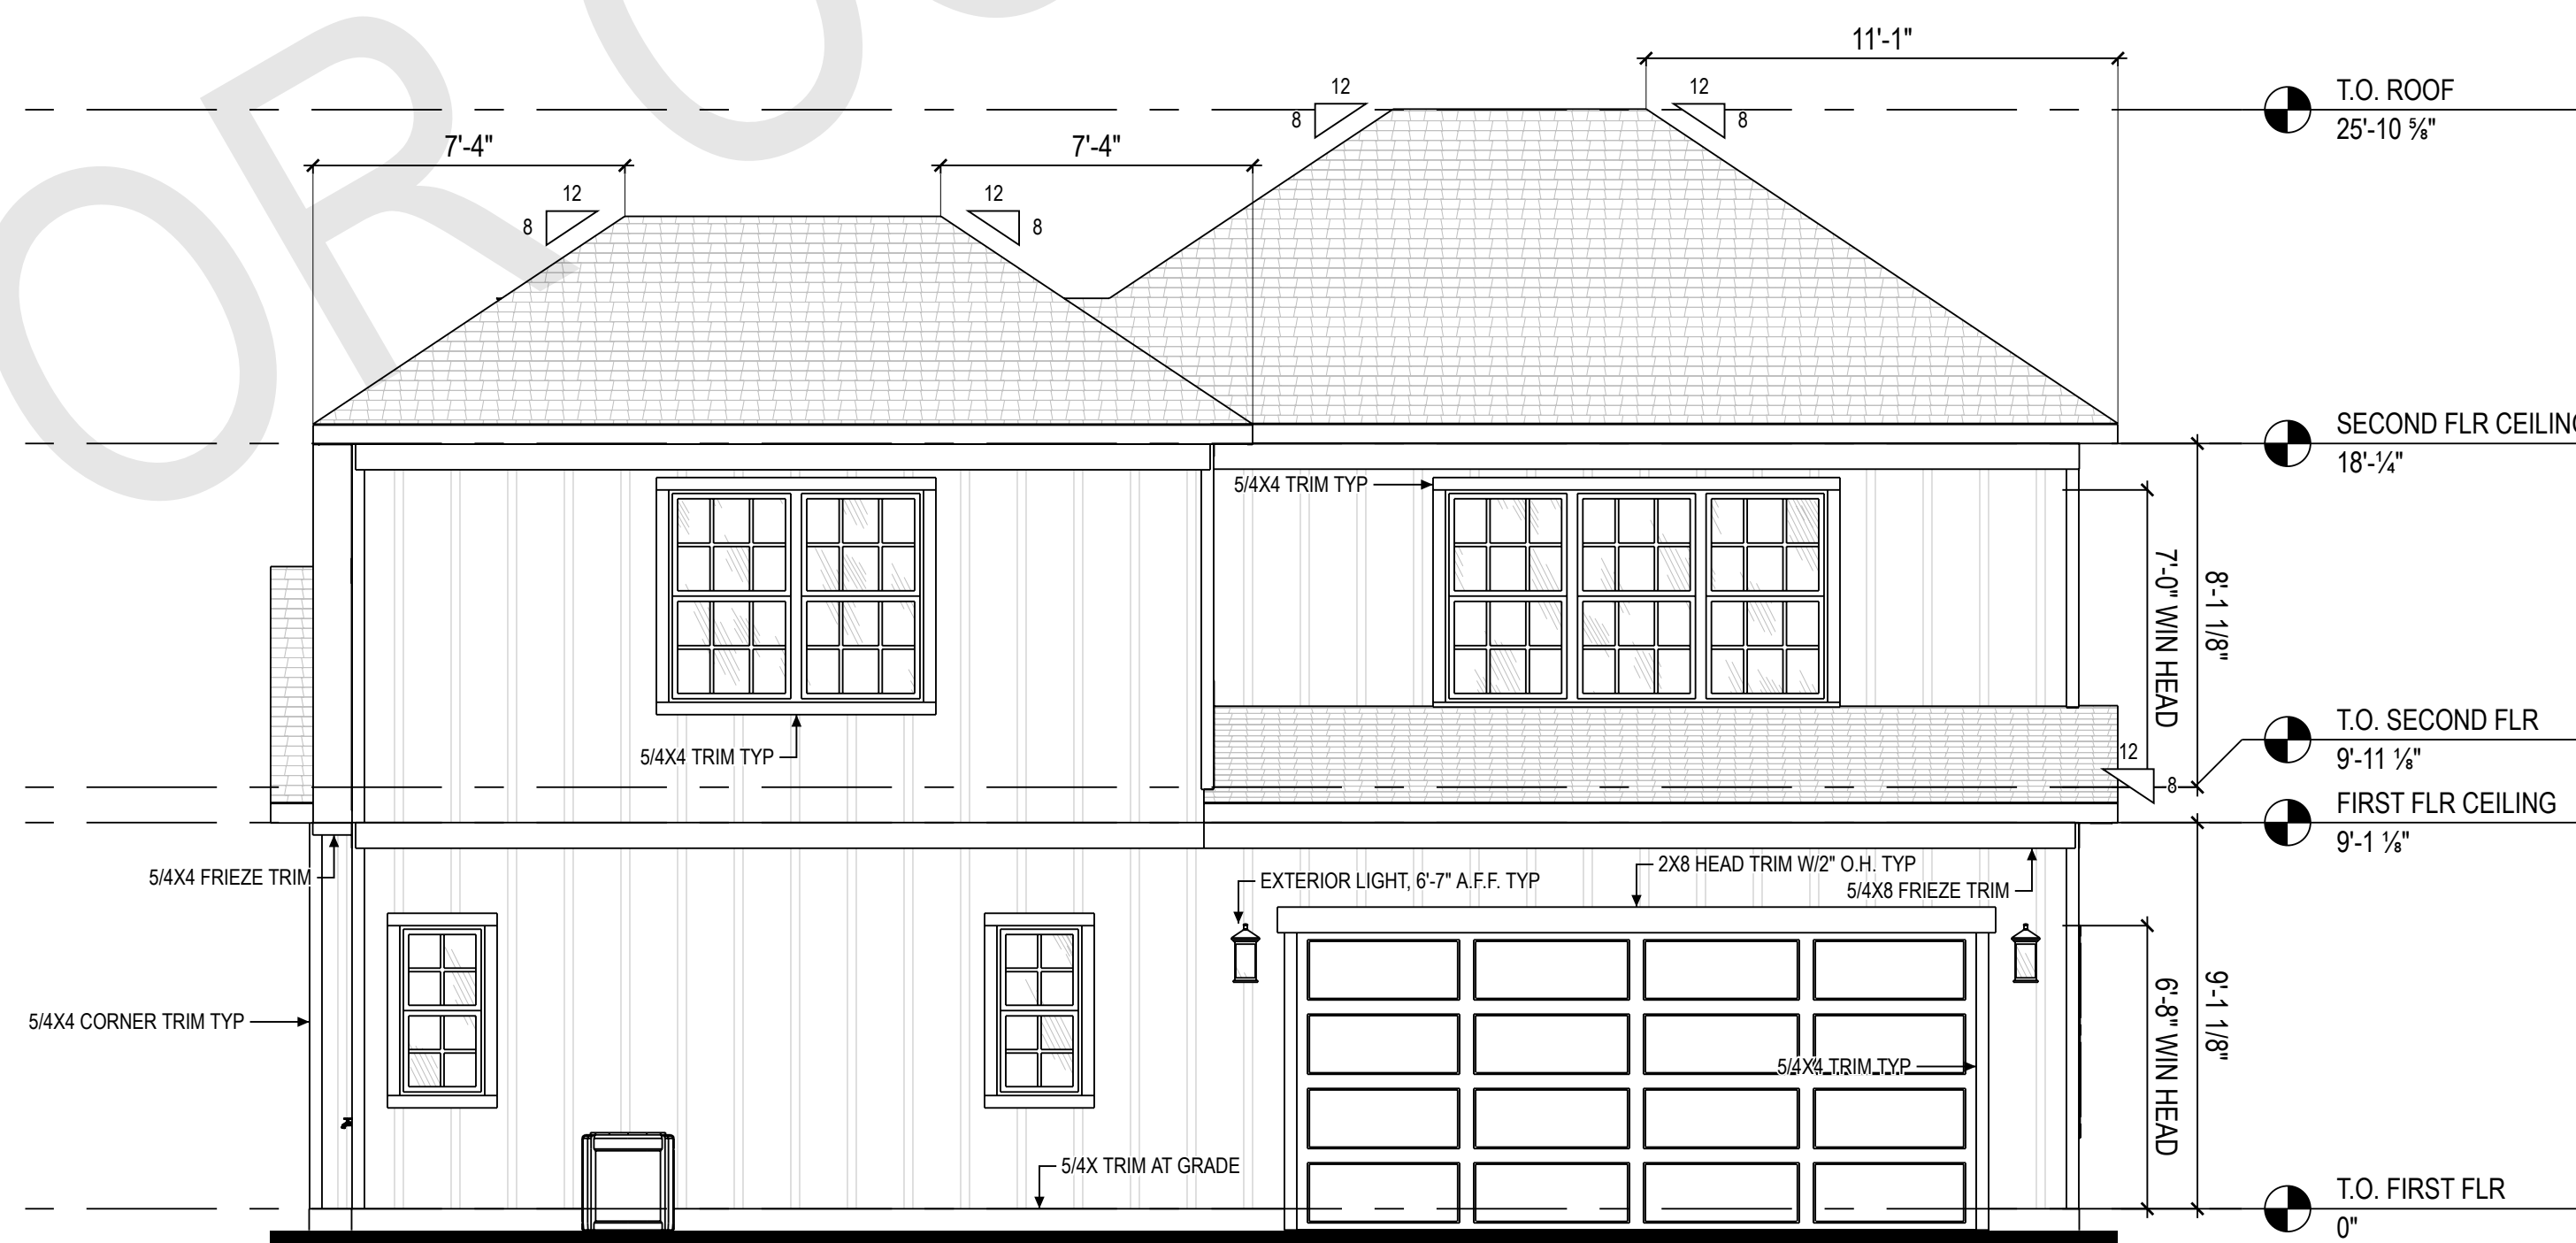 OR
11'-1"
12
8
12
8
T.O. ROOF
25'-10 ⅝"
7'-4"
7'-4"
12
8
12
8
SECOND FLR CEILING
18'-¼"
5/4X4 TRIM TYP
7'-0" WIN HEAD
8'-1 1/8"
5/4X4 TRIM TYP
12
8
T.O. SECOND FLR
9'-11 ⅛"
FIRST FLR CEILING
9'-1 ⅛"
5/4X4 FRIEZE TRIM
EXTERIOR LIGHT, 6'-7" A.F.F. TYP
2X8 HEAD TRIM W/2" O.H. TYP
5/4X8 FRIEZE TRIM
5/4X4 CORNER TRIM TYP
5/4X4 TRIM TYP
6'-8" WIN HEAD
9'-1 1/8"
5/4X TRIM AT GRADE
T.O. FIRST FLR
0"